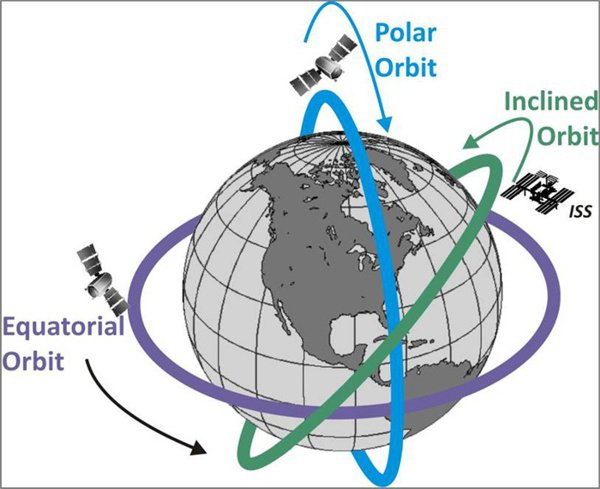 Polar
Orbit
Inclined
Orbit
ISS
Equatorial
Orbit